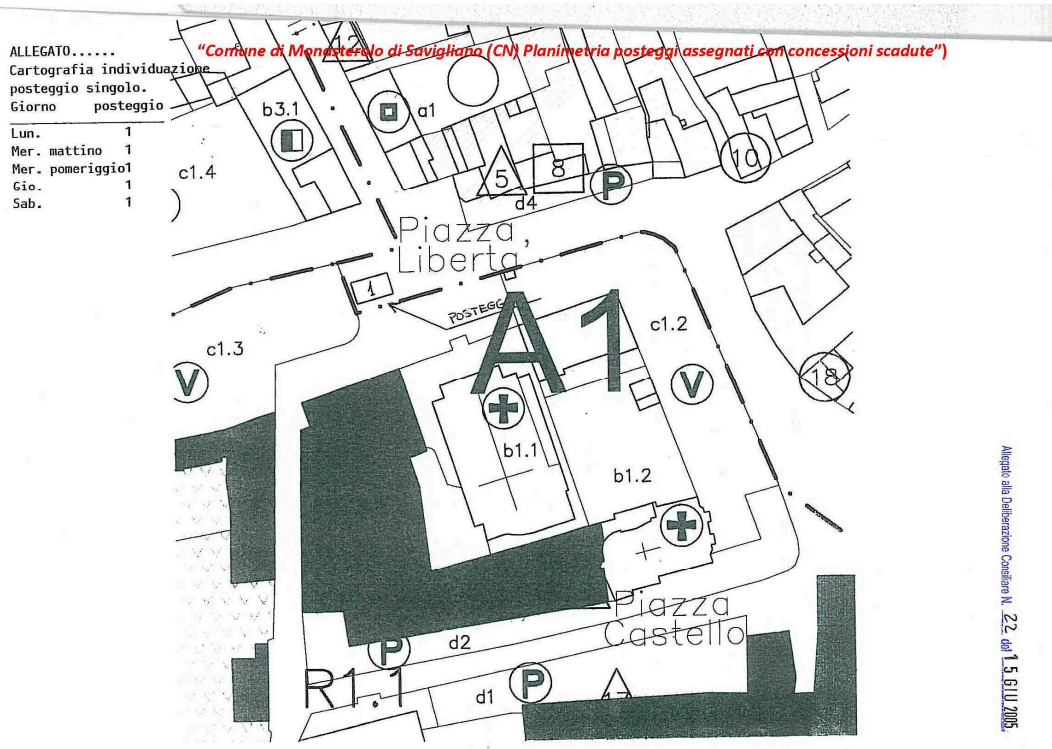 “Comune di Monasterolo di Savigliano (CN) Planimetria posteggi assegnati con concessioni scadute”)
ALLEGATO......
Cartografia individuazione
posteggio singolo.
Giorno posteggio
Lun. 1
Mer. mattino 1
Mer. pomeriggio1
Gio. 1
Sab. 1
12
b3.1
a1
c1.4
5
8
P
10
d4
Piazza
Liberta'
1
POSTEGG
A1
c1.2
c1.3
V
V
18
b1.1
b1.2
Piazza
Castello
P
d2
R1.1
d1
P
17
Allegato alla Deliberazione Consiliare N. 22 del 15 GIU 2005.